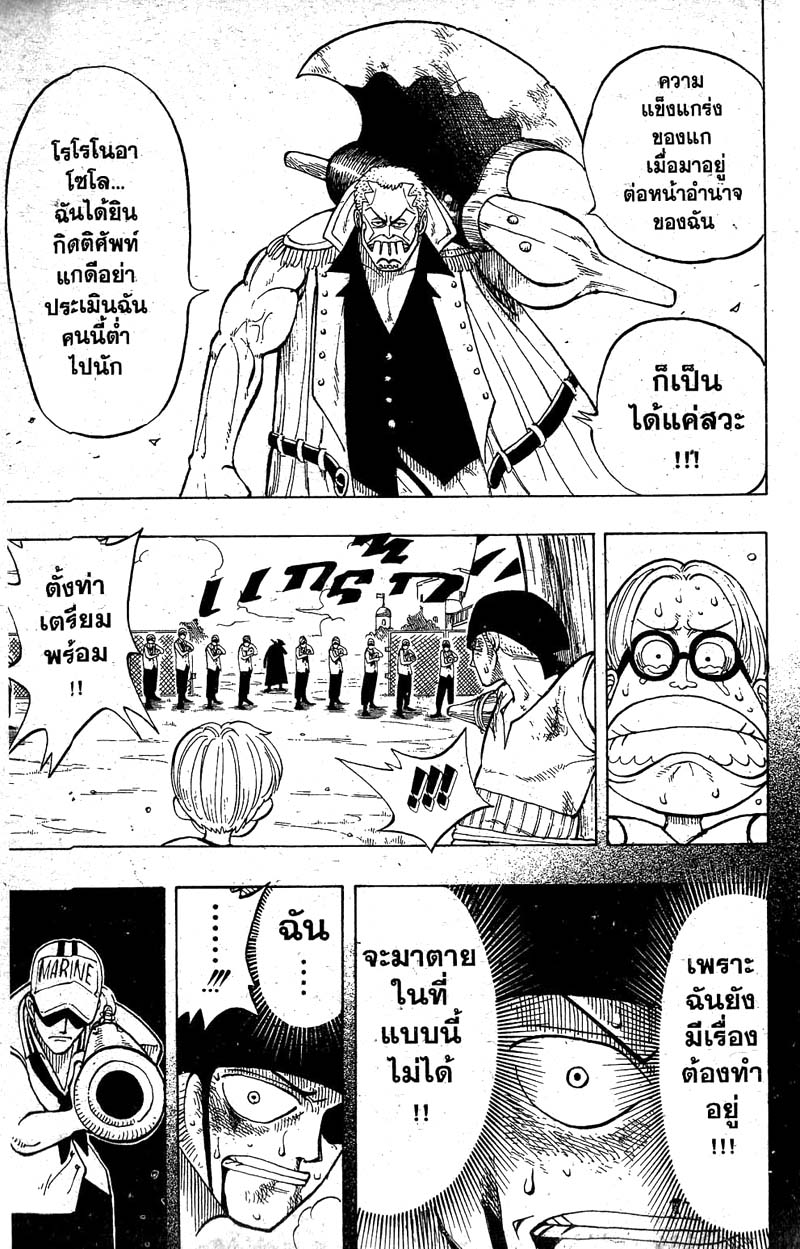 ความ
แข็งแกร่ง
ของแก
เมื่อมาอยู่
ต่อหน้าอำนาจ
ของฉัน
ก็เป็น
ได้แค่สวะ
!!!
โรโรโนอา
โซโล...
ฉันได้ยิน
กิตติศัพท์
แกดีอย่า
ประเมินฉัน
คนนี้ต่ำ
ไปนัก
!!!
ตั้งท่า
เตรียม
พร้อม
!!
เพราะ
ฉันยัง
มีเรื่อง
ต้องทำ
อยู่
!!!
จะมาตาย
ในที่
แบบนี้
ไม่ได้
!!
ฉัน
......
......
!!!
MARINE